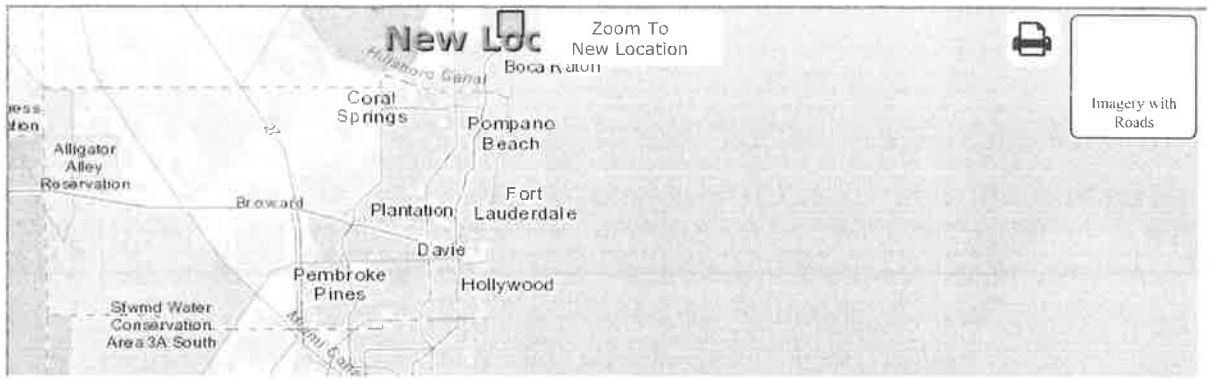 New Loc
Zoom To
New Location
Hillsboro Canal
Boca Raton
Coral
Springs
27
Pompano
Beach
Imagery with
Roads
Alligator
Alley
Reservation
Broward
Plantation
Fort
Lauderdale
Davie
Pembroke
Pines
Hollywood
Sfwmd Water
Conservation
Area 3A South
Miami Canal